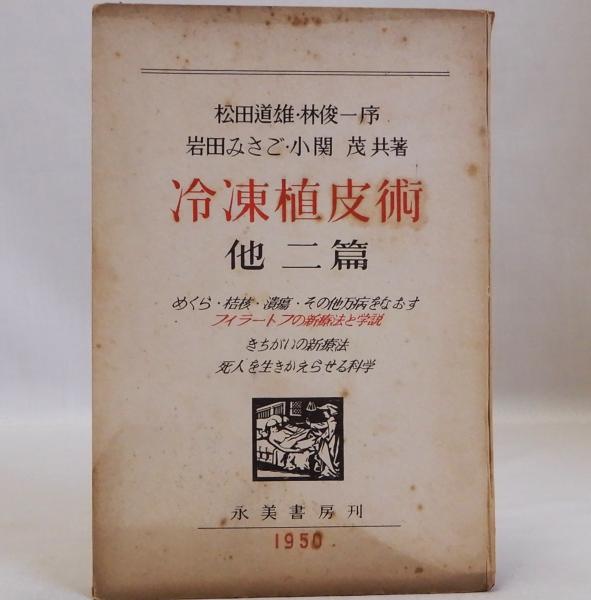 松田道雄・林俊一序
岩田みさご・小関 茂共著
冷凍植皮術
他二篇
めくら・桔核・潰瘍・その他万病をなおす
フィラートフの新療法と学説
きちがいの新療法
死人を生きかえらせる科学
永美書房刊
1950